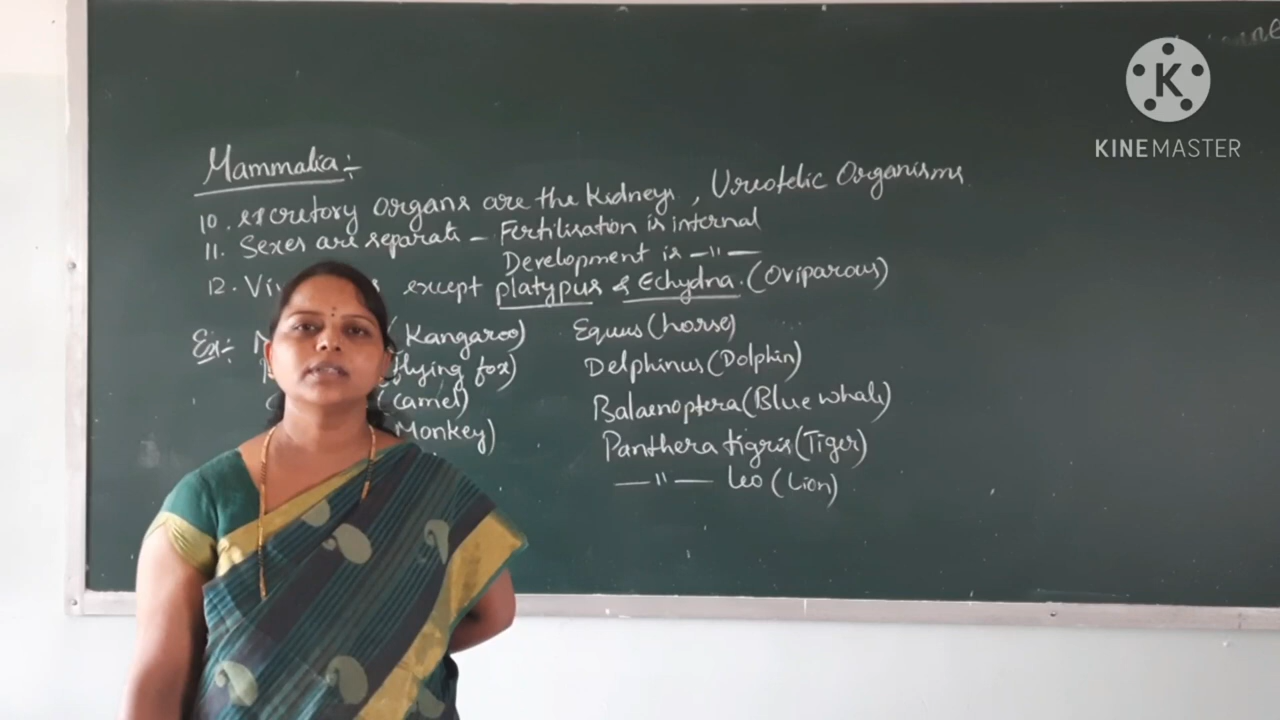 K
KINEMASTER
Mammalia:-
10. excretory organs are the Kidneys, Ureotelic Organisms
11. Sexes are separate - Fertilisation is internal
Development is -"-
12. except platypus & Echydna. (Oviparous)
Ex:- (Kangaroo) Equus (horse)
(flying fox) Delphinus (Dolphin)
(camel) Balaenoptera (Blue whale)
Monkey) Panthera tigris (Tiger)
-"- leo (Lion)